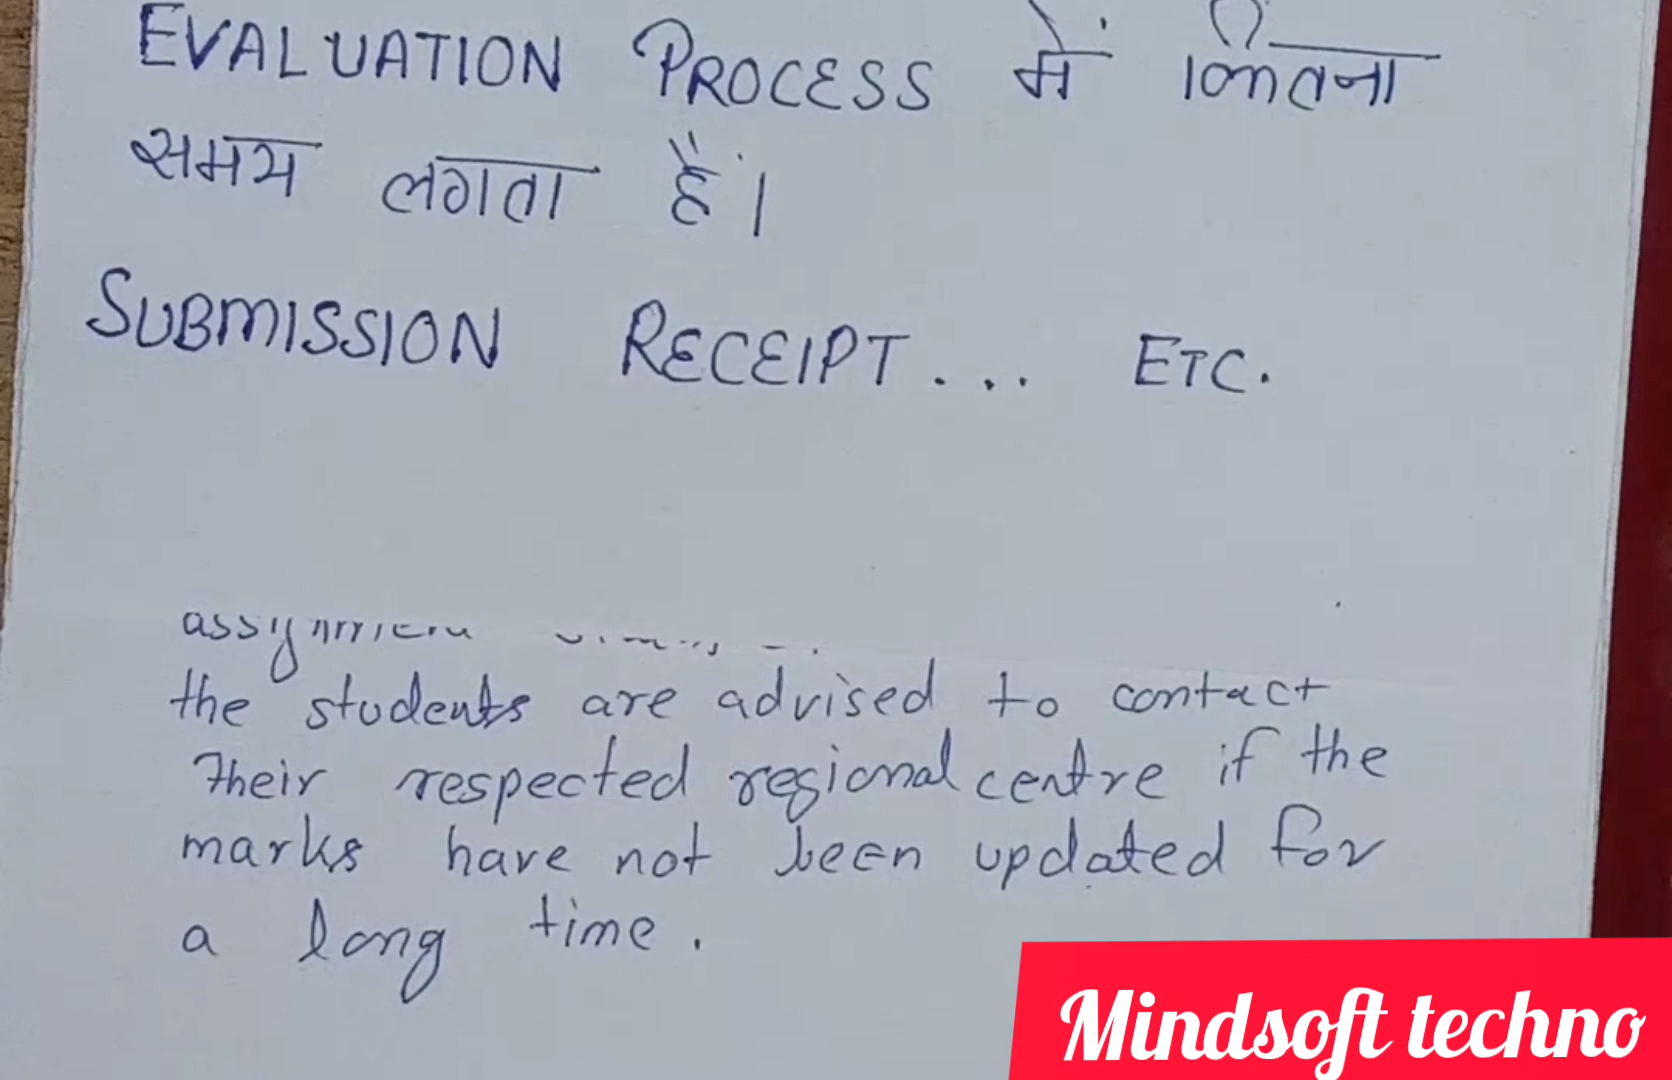 EVALUATION PROCESS में कितना
समय लगता है।
SUBMISSION RECEIPT... ETC.
assignment
the students are advised to contact
Their respected regional centre if the
marks have not been updated for
a long time.
Mindsoft techno